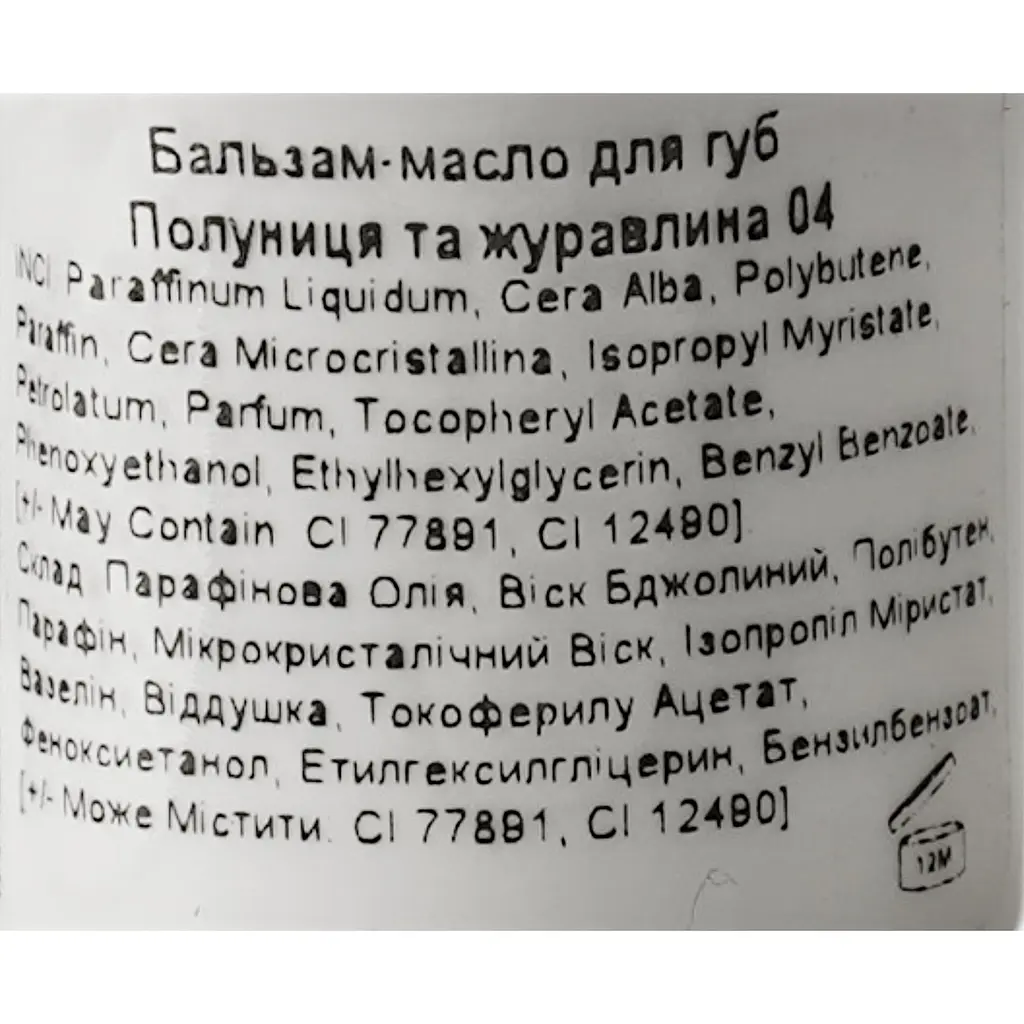 Бальзам-масло для губ
Полуниця та журавлина 04
INCI Paraffinum Liquidum, Cera Alba, Polybutene,
Paraffin, Cera Microcristallina, Isopropyl Myristate,
Petrolatum, Parfum, Tocopheryl Acetate,
Phenoxyethanol, Ethylhexylglycerin, Benzyl Benzoate,
[+/- May Contain CI 77891, CI 12490]
Склад Парафінова Олія, Віск Бджолиний, Полібутен,
Парафін, Мікрокристалічний Віск, Ізопропіл Міристат,
Вазелін, Віддушка, Токоферилу Ацетат,
Феноксиетанол, Етилгексилгліцерин, Бензилбензоат,
[+/- Може Містити. CI 77891, CI 12490]
12M